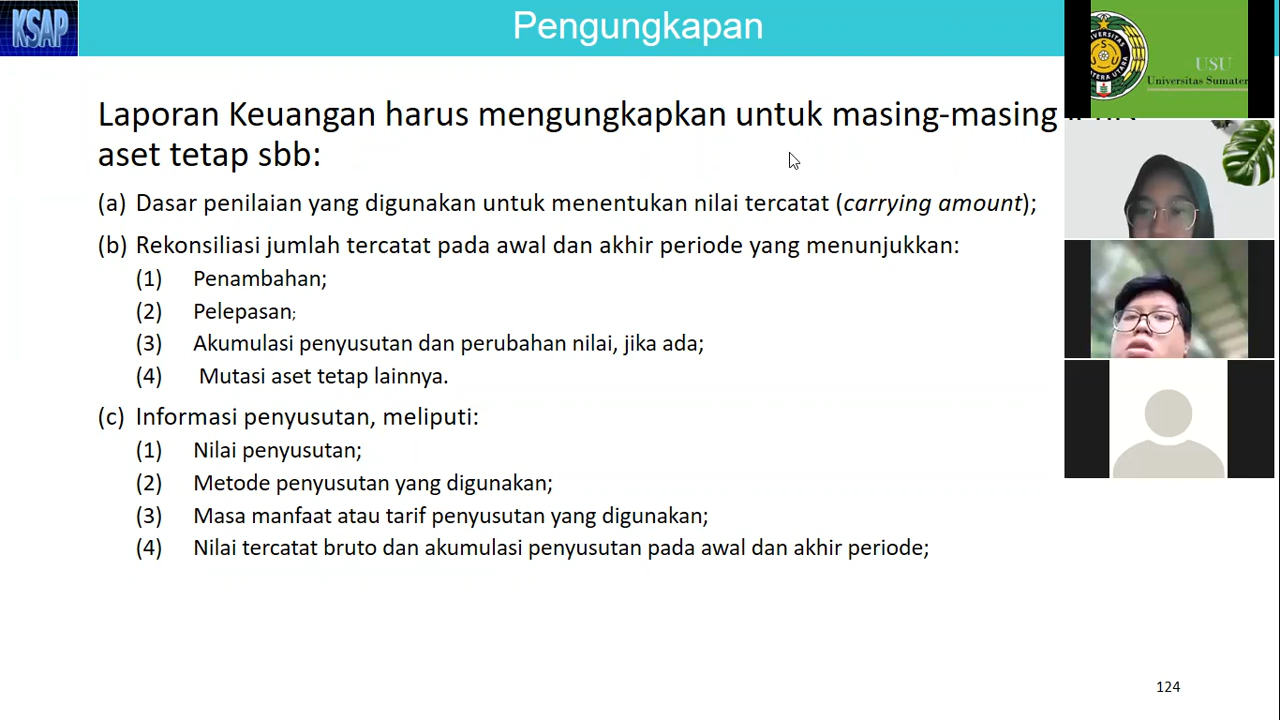 KSAP
Pengungkapan
Laporan Keuangan harus mengungkapkan untuk masing-masing
aset tetap sbb:
(a) Dasar penilaian yang digunakan untuk menentukan nilai tercatat (carrying amount);
(b) Rekonsiliasi jumlah tercatat pada awal dan akhir periode yang menunjukkan:
(1) Penambahan;
(2) Pelepasan;
(3) Akumulasi penyusutan dan perubahan nilai, jika ada;
(4) Mutasi aset tetap lainnya.
(c) Informasi penyusutan, meliputi:
(1) Nilai penyusutan;
(2) Metode penyusutan yang digunakan;
(3) Masa manfaat atau tarif penyusutan yang digunakan;
(4) Nilai tercatat bruto dan akumulasi penyusutan pada awal dan akhir periode;
124
USU
Universitas Sumater